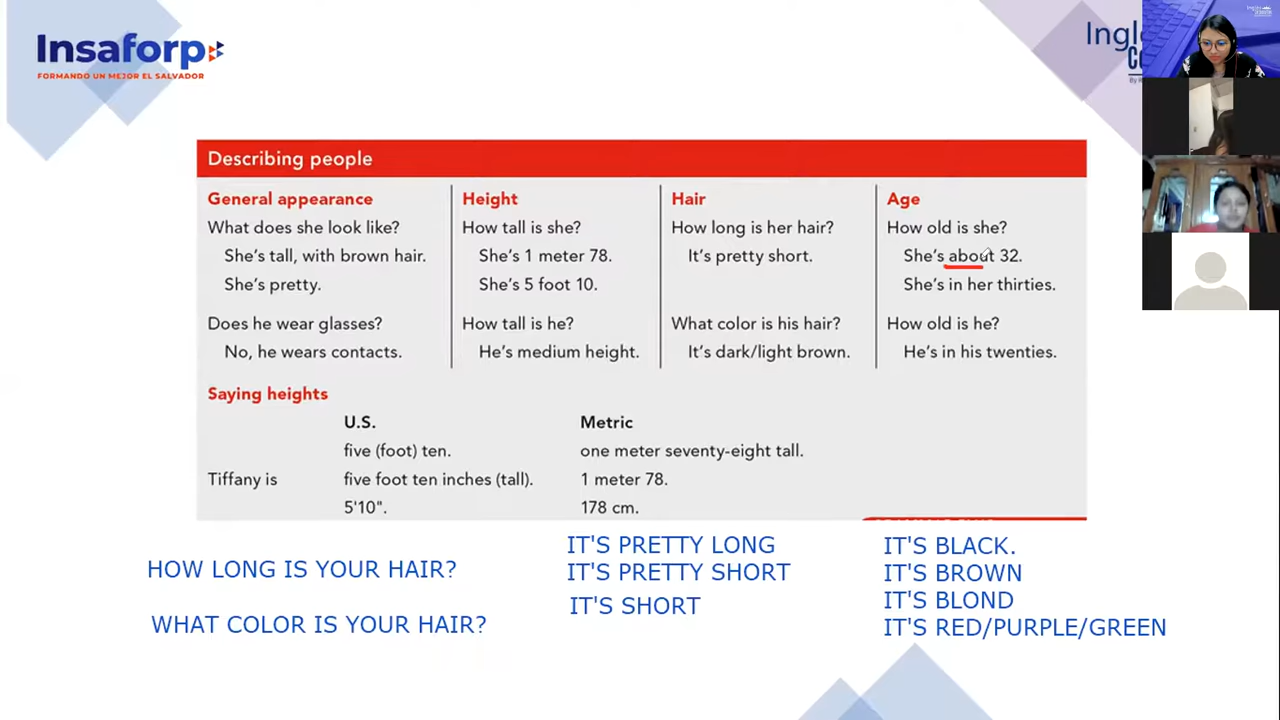 Insaforp
FORMANDO UN MEJOR EL SALVADOR
Describing people
General appearance
What does she look like?
She's tall, with brown hair.
She's pretty.
Does he wear glasses?
No, he wears contacts.
Height
How tall is she?
She's 1 meter 78.
She's 5 foot 10.
How tall is he?
He's medium height.
Hair
How long is her hair?
It's pretty short.
What color is his hair?
It's dark/light brown.
Age
How old is she?
She's about 32.
She's in her thirties.
How old is he?
He's in his twenties.
Saying heights
U.S. Metric
five (foot) ten. one meter seventy-eight tall.
Tiffany is five foot ten inches (tall). 1 meter 78.
5'10". 178 cm.
HOW LONG IS YOUR HAIR?
WHAT COLOR IS YOUR HAIR?
IT'S PRETTY LONG
IT'S PRETTY SHORT
IT'S SHORT
IT'S BLACK.
IT'S BROWN
IT'S BLOND
IT'S RED/PURPLE/GREEN